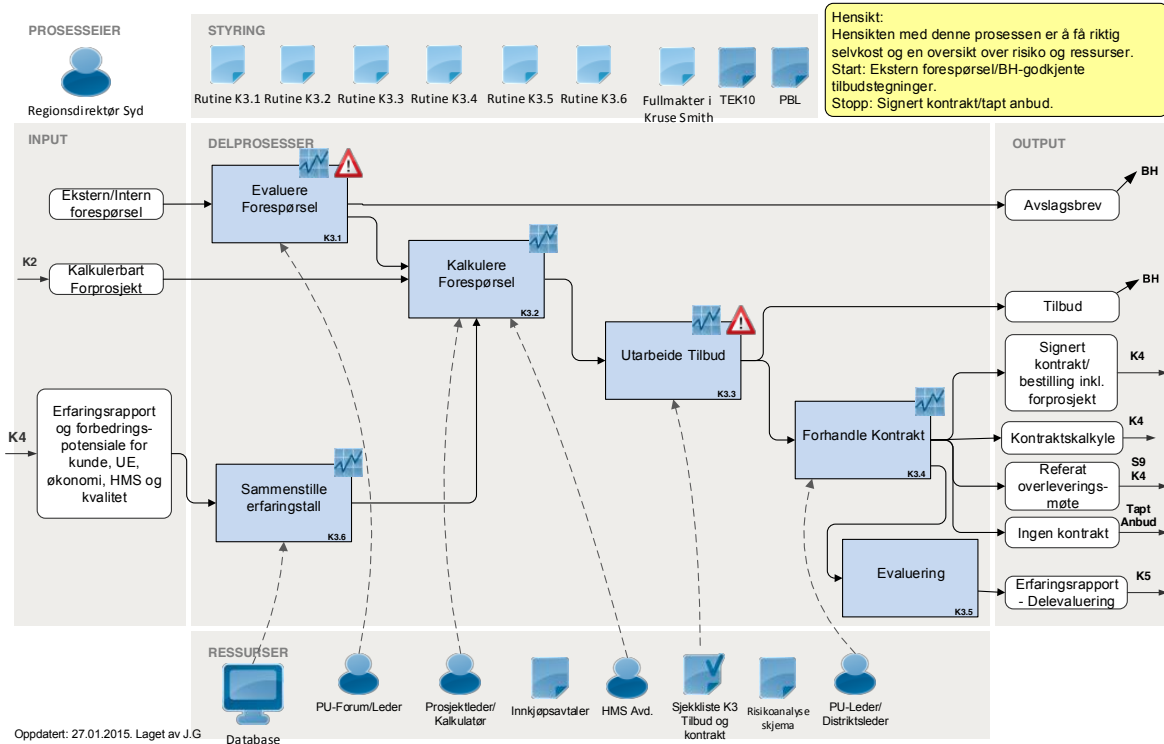 PROSESSEIER
Regionsdirektør Syd
STYRING
Rutine K3.1
Rutine K3.2
Rutine K3.3
Rutine K3.4
Rutine K3.5
Rutine K3.6
Fullmakter i
Kruse Smith
TEK10
PBL
Hensikt:
Hensikten med denne prosessen er å få riktig
selvkost og en oversikt over risiko og ressurser.
Start: Ekstern forespørsel/BH-godkjente
tilbudstegninger.
Stopp: Signert kontrakt/tapt anbud.
INPUT
Ekstern/Intern
forespørsel
K2
Kalkulerbart
Forprosjekt
K4
Erfaringsrapport
og forbedrings-
potensiale for
kunde, UE,
økonomi, HMS og
kvalitet
DELPROSESSER
Evaluere
Forespørsel
K3.1
Kalkulere
Forespørsel
K3.2
Utarbeide Tilbud
K3.3
Forhandle Kontrakt
K3.4
Sammenstille
erfaringstall
K3.6
Evaluering
K3.5
OUTPUT
BH
Avslagsbrev
BH
Tilbud
Signert
kontrakt/
bestilling inkl.
forprosjekt
K4
Kontraktskalkyle
K4
Referat
overleverings-
møte
S9
K4
Ingen kontrakt
Tapt
Anbud
Erfaringsrapport
- Delevaluering
K5
RESSURSER
Database
PU-Forum/Leder
Prosjektleder/
Kalkulatør
Innkjøpsavtaler
HMS Avd.
Sjekkliste K3
Tilbud og
kontrakt
Risikoanalyse
skjema
PU-Leder/
Distriktsleder
Oppdatert: 27.01.2015. Laget av J.G